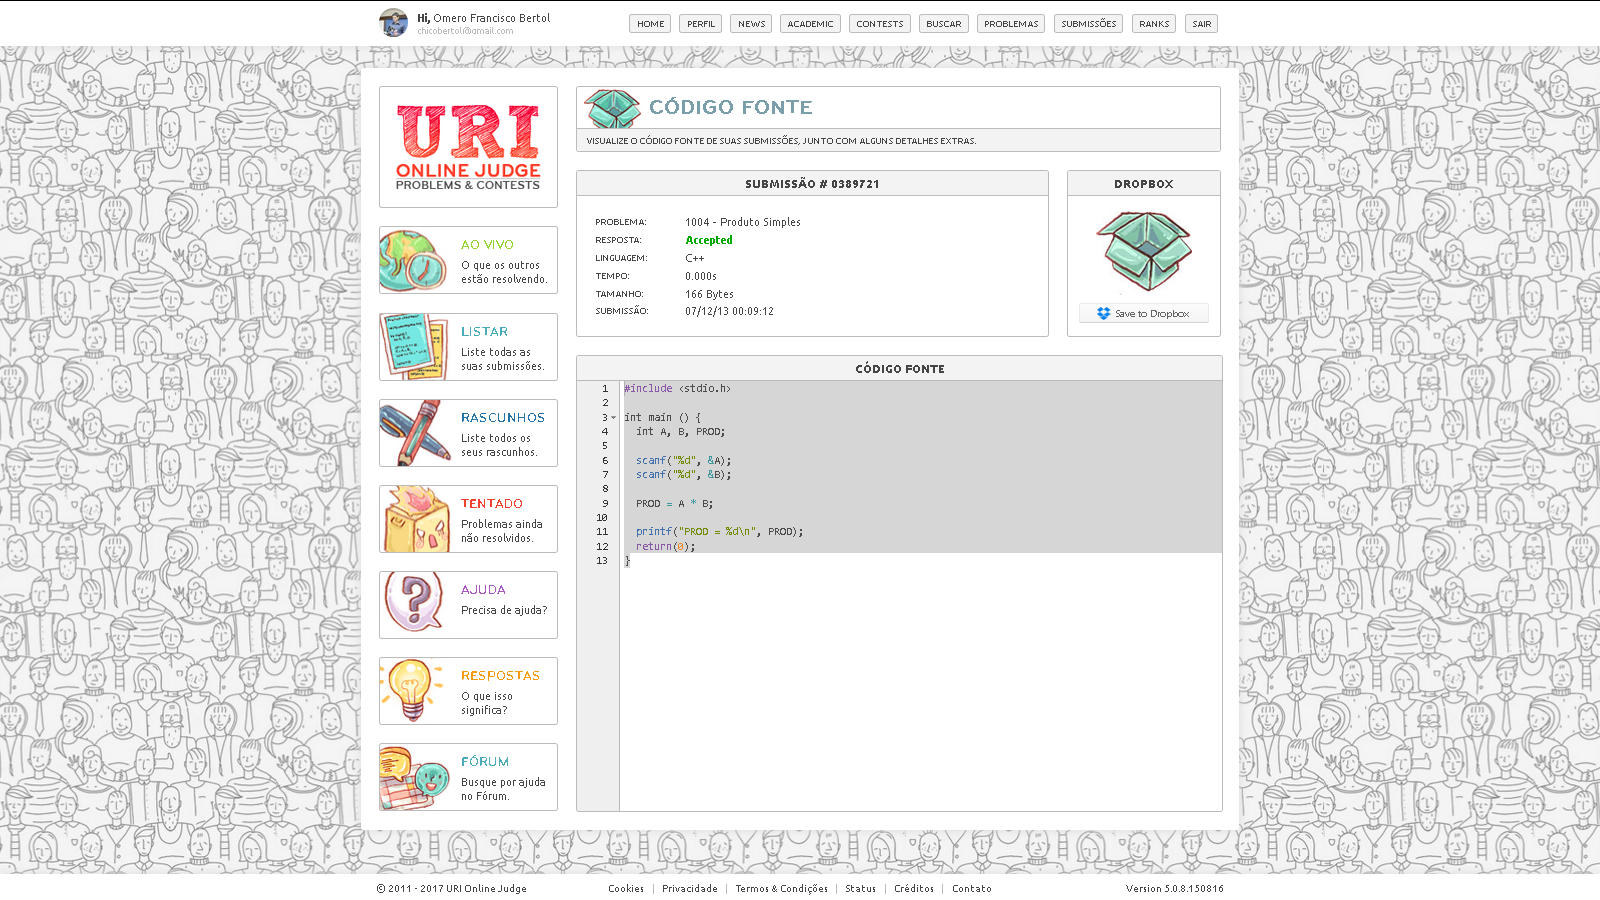 Hi, Omero Francisco Bertol
chicobertol@gmail.com
HOME PERFIL NEWS ACADEMIC CONTESTS BUSCAR PROBLEMAS SUBMISSÕES RANKS SAIR
URI
ONLINE JUDGE
PROBLEMS & CONTESTS
AO VIVO
O que os outros
estão resolvendo.
LISTAR
Liste todas as
suas submissões.
RASCUNHOS
Liste todos os
seus rascunhos.
TENTADO
Problemas ainda
não resolvidos.
AJUDA
Precisa de ajuda?
RESPOSTAS
O que isso
significa?
FÓRUM
Busque por ajuda
no Fórum.
CÓDIGO FONTE
VISUALIZE O CÓDIGO FONTE DE SUAS SUBMISSÕES, JUNTO COM ALGUNS DETALHES EXTRAS.
SUBMISSÃO # 0389721
PROBLEMA: 1004 - Produto Simples
RESPOSTA: Accepted
LINGUAGEM: C++
TEMPO: 0.000s
TAMANHO: 166 Bytes
SUBMISSÃO: 07/12/13 00:09:12
DROPBOX
Save to Dropbox
CÓDIGO FONTE
1 #include <stdio.h>
2
3 int main () {
4 int A, B, PROD;
5
6 scanf("%d", &A);
7 scanf("%d", &B);
8
9 PROD = A * B;
10
11 printf("PROD = %d\n", PROD);
12 return(0);
13 }
© 2011 - 2017 URI Online Judge
Cookies | Privacidade | Termos & Condições | Status | Créditos | Contato
Version 5.0.8.150816